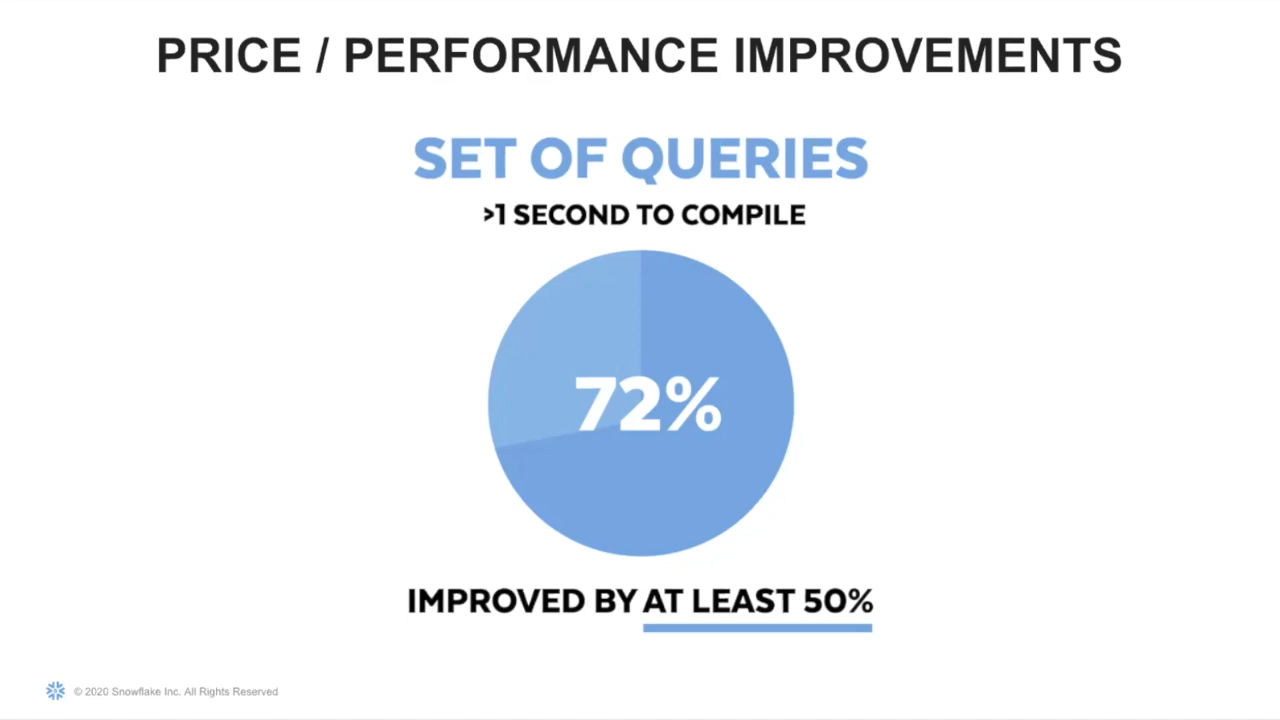 PRICE / PERFORMANCE IMPROVEMENTS
SET OF QUERIES
>1 SECOND TO COMPILE
72%
IMPROVED BY AT LEAST 50%
© 2020 Snowflake Inc. All Rights Reserved